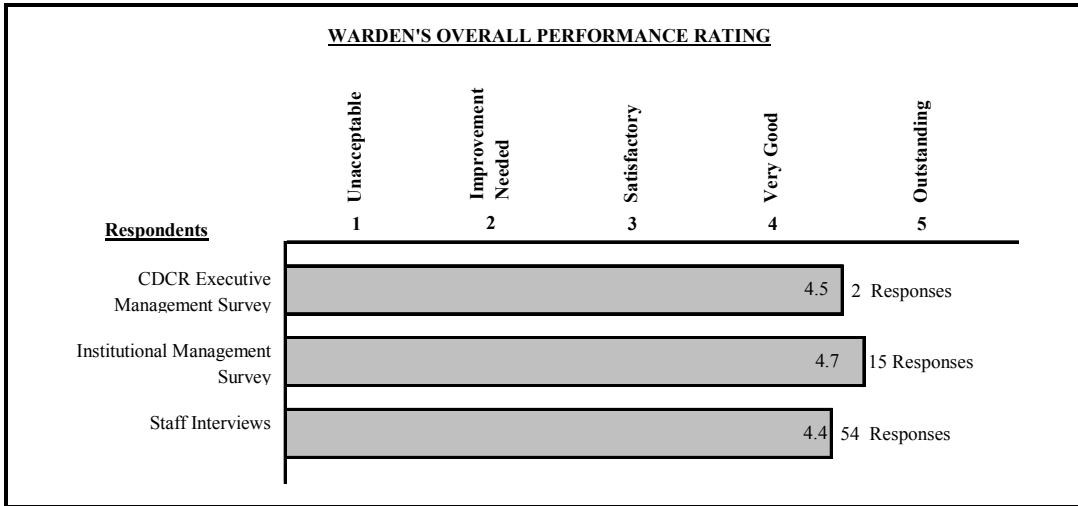 WARDEN'S OVERALL PERFORMANCE RATING
Unacceptable
Improvement
Needed
Satisfactory
Very Good
Outstanding
Respondents
1 2 3 4 5
CDCR Executive
Management Survey
4.5 2 Responses
Institutional Management
Survey
4.7 15 Responses
Staff Interviews
4.4 54 Responses